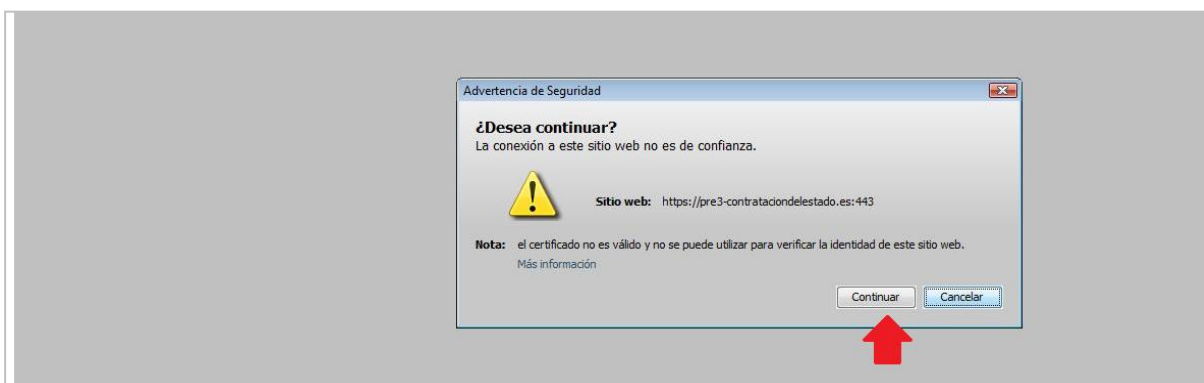 Advertencia de Seguridad
¿Desea continuar?
La conexión a este sitio web no es de confianza.
Sitio web: https://pre3-contrataciondelestado.es:443
Nota: el certificado no es válido y no se puede utilizar para verificar la identidad de este sitio web.
Más información
Continuar Cancelar